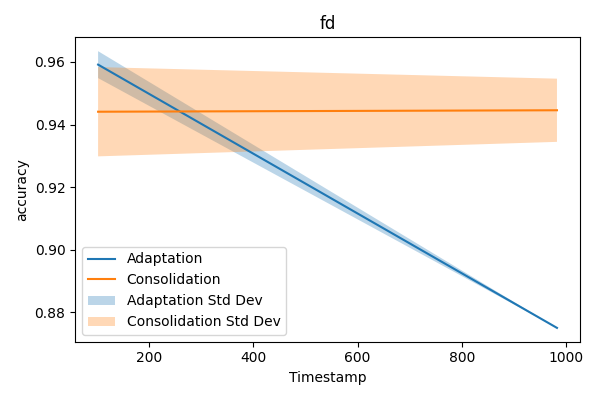 fd
accuracy
0.96
0.94
0.92
0.90
0.88
Adaptation
Consolidation
Adaptation Std Dev
Consolidation Std Dev
200 400 600 800 1000
Timestamp